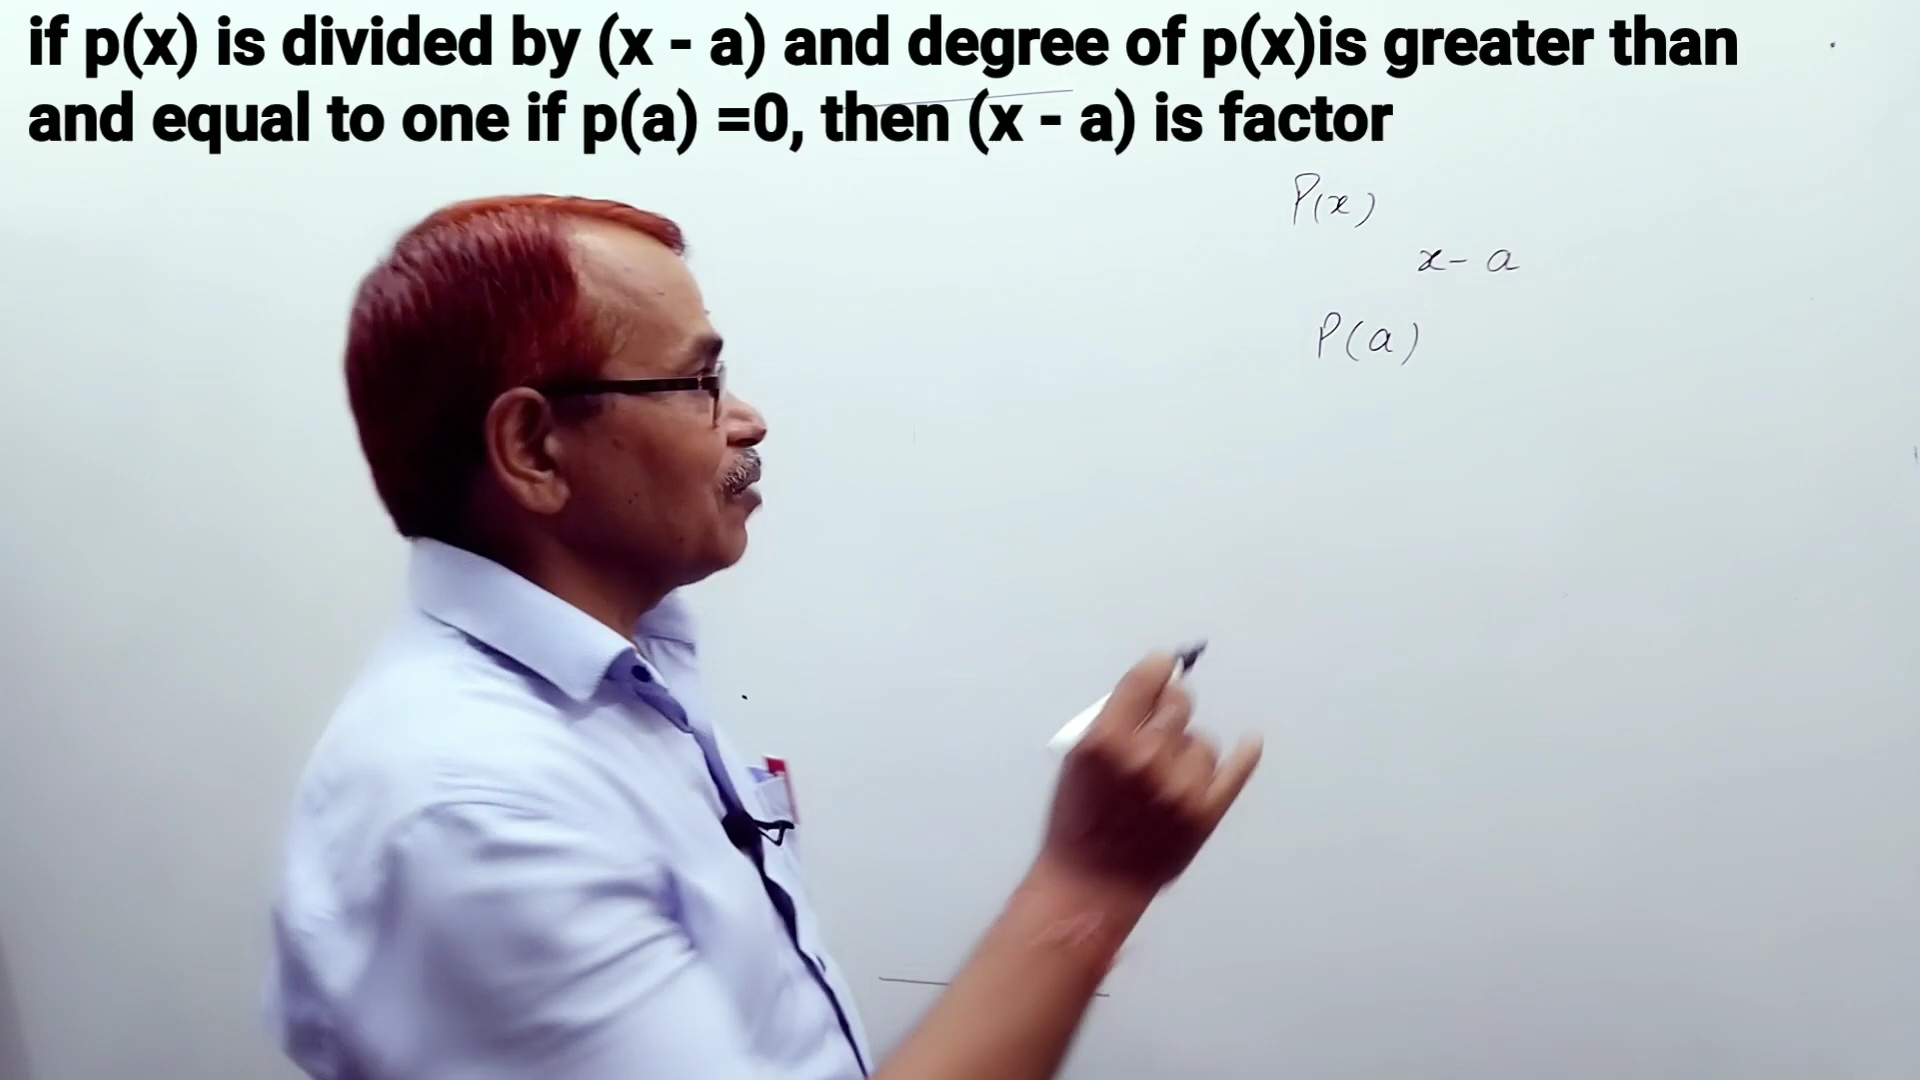 if p(x) is divided by (x - a) and degree of p(x)is greater than
and equal to one if p(a) =0, then (x - a) is factor
P(x)
x- a
P(a)